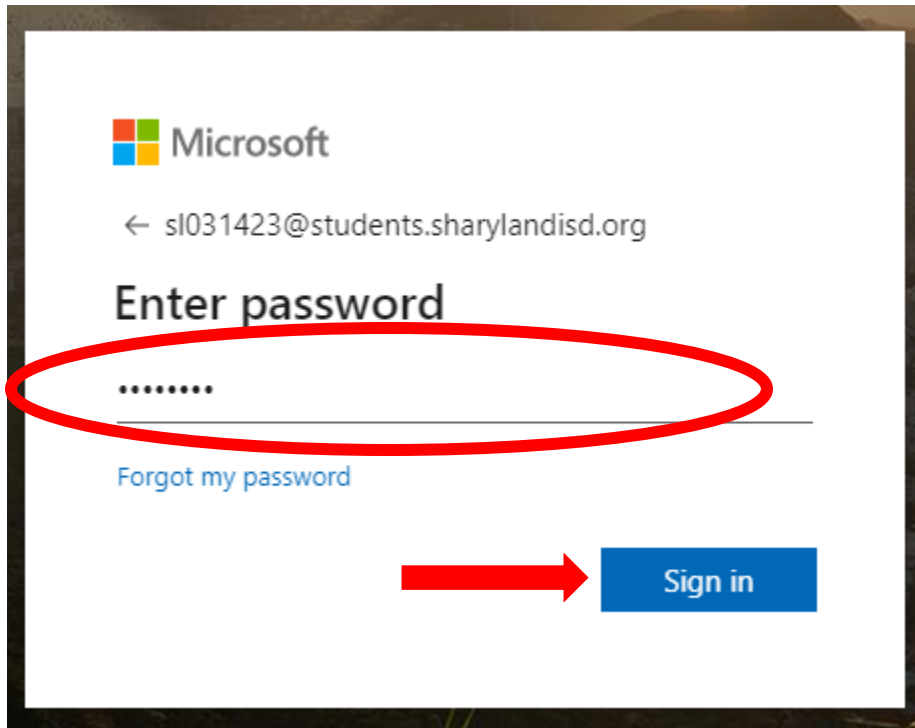 Microsoft
← sl031423@students.sharylandisd.org
Enter password
••••••••
Forgot my password
Sign in